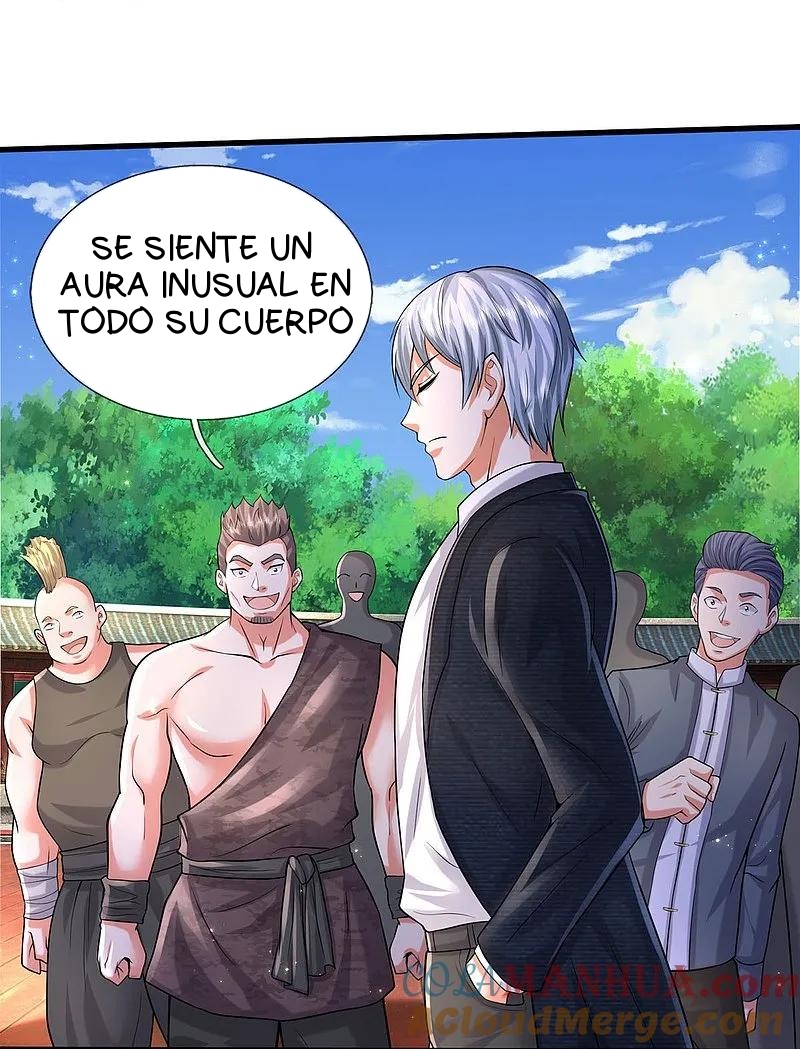 SE SIENTE UN
AURA INUSUAL EN
TODO SU CUERPO
COLAMANHUA.com
aCloudMerge.com